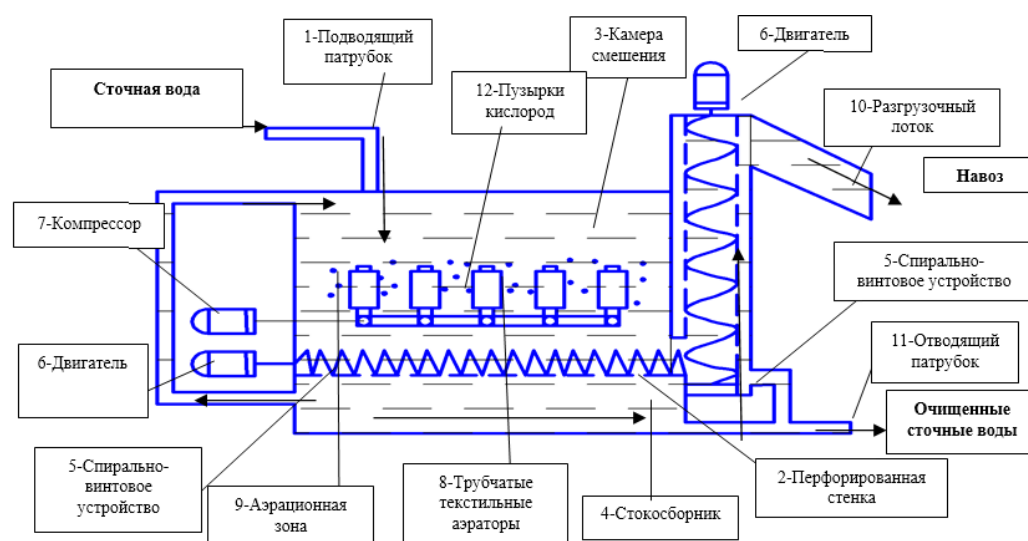 1-Подводящий
патрубок
3-Камера
смешения
6-Двигатель
Сточная вода
12-Пузырки
кислород
10-Разгрузочный
лоток
Навоз
7-Компрессор
5-Спирально-
винтовое
устройство
11-Отводящий
патрубок
6-Двигатель
Очищенные
сточные воды
5-Спирально-
винтовое
устройство
9-Аэрационная
зона
8-Трубчатые
текстильные
аэраторы
4-Стокосборник
2-Перфорированная
стенка